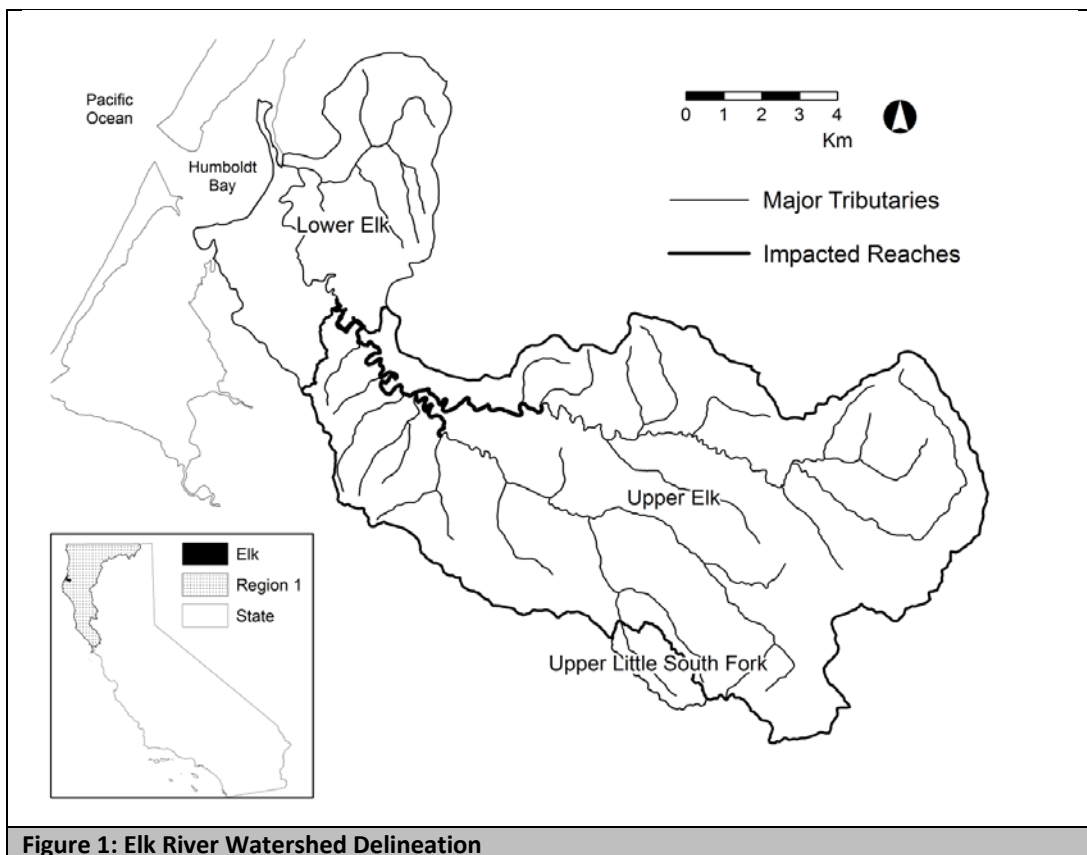 Pacific
Ocean
Humboldt
Bay
Lower Elk
0 1 2 3 4
Km
Major Tributaries
Impacted Reaches
Upper Elk
Upper Little South Fork
Elk
Region 1
State
Figure 1: Elk River Watershed Delineation